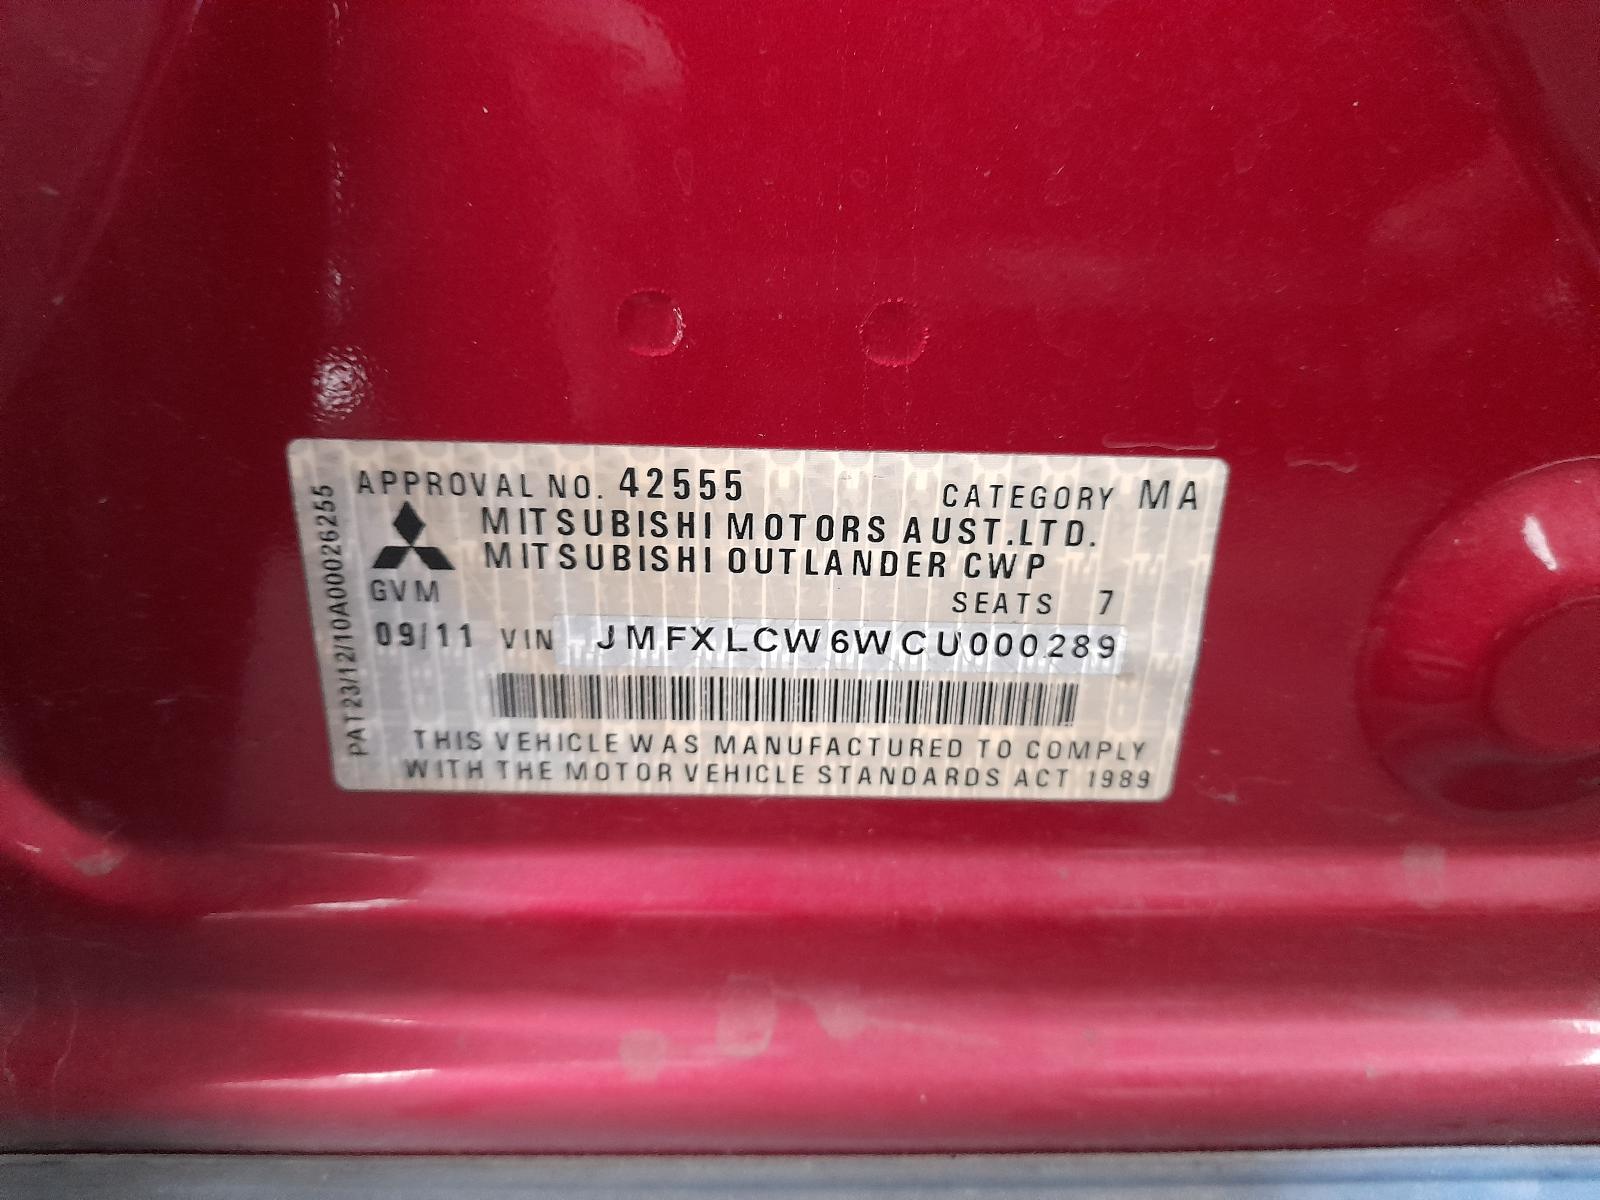 APPROVAL NO. 42555 CATEGORY MA
MITSUBISHI MOTORS AUST.LTD.
MITSUBISHI OUTLANDER CWP
GVM SEATS 7
09/11 VIN JMFXLCW6WCU000289
THIS VEHICLE WAS MANUFACTURED TO COMPLY
WITH THE MOTOR VEHICLE STANDARDS ACT 1989
PAT23/12/10A00026255